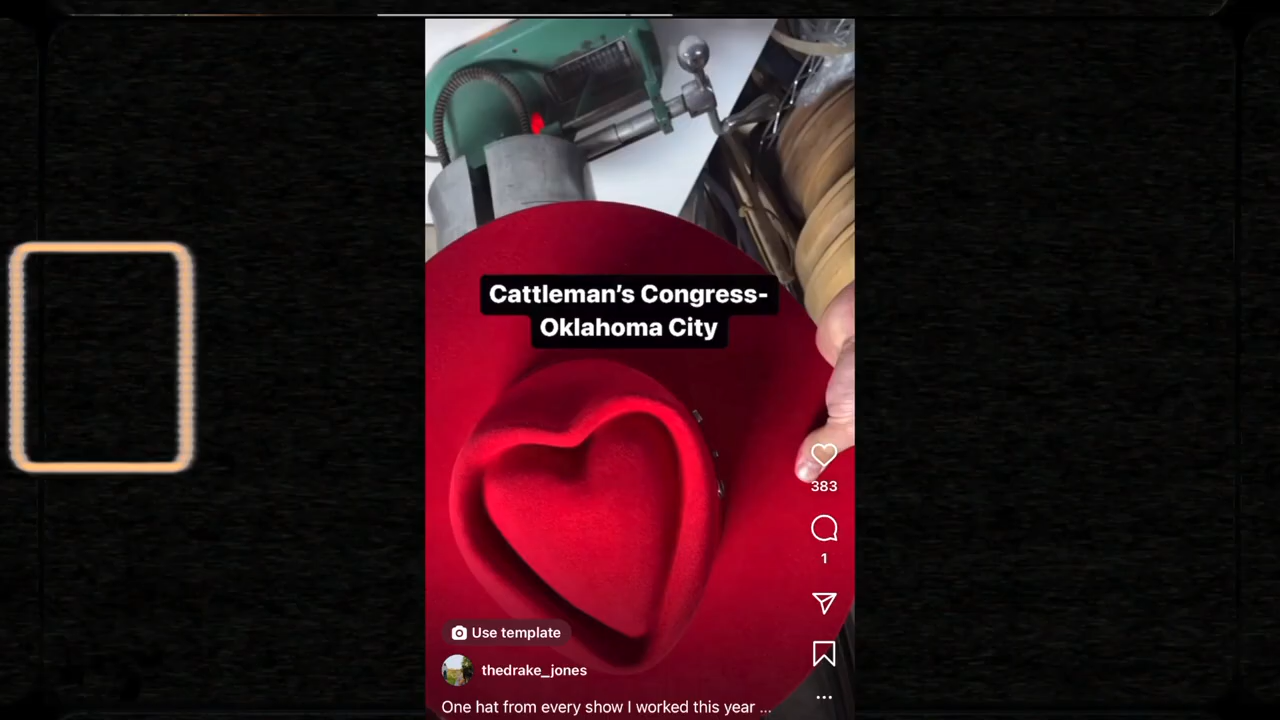 Cattleman’s Congress-
Oklahoma City
383
1
Use template
thedrake_jones
One hat from every show I worked this year ...